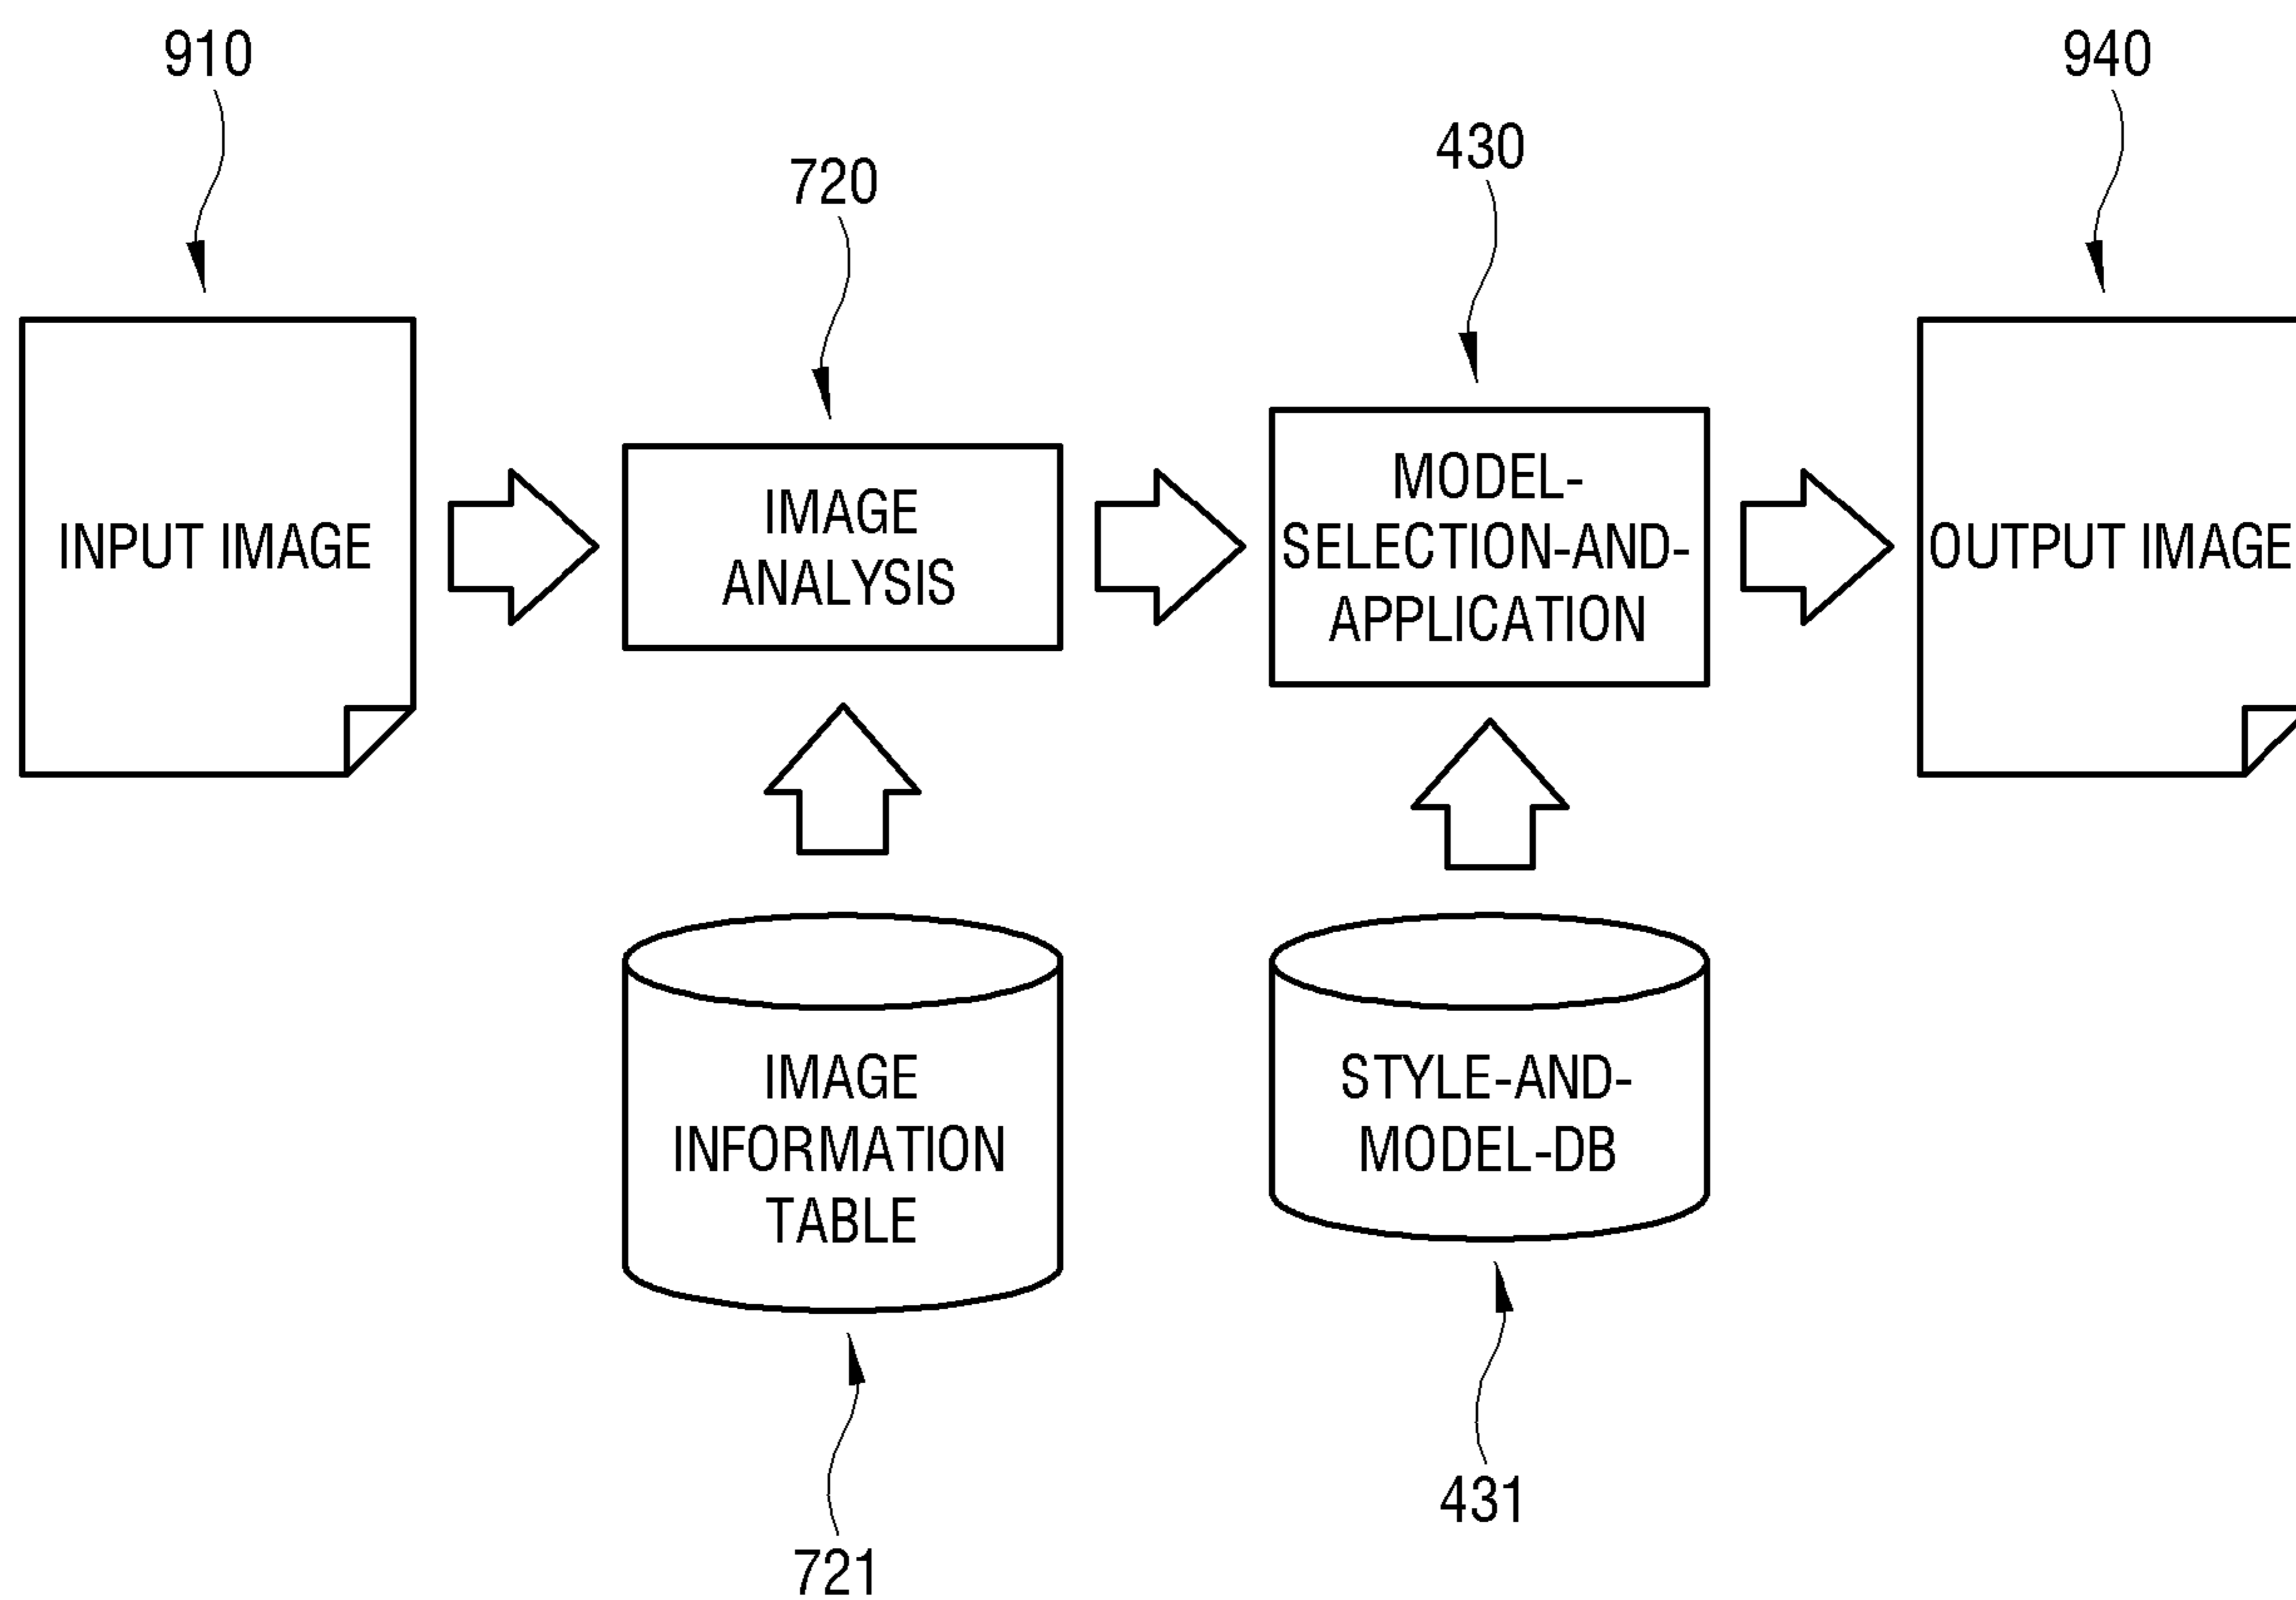 910
940
430
720
INPUT IMAGE
IMAGE
ANALYSIS
MODEL-
SELECTION-AND-
APPLICATION
OUTPUT IMAGE
IMAGE
INFORMATION
TABLE
STYLE-AND-
MODEL-DB
431
721